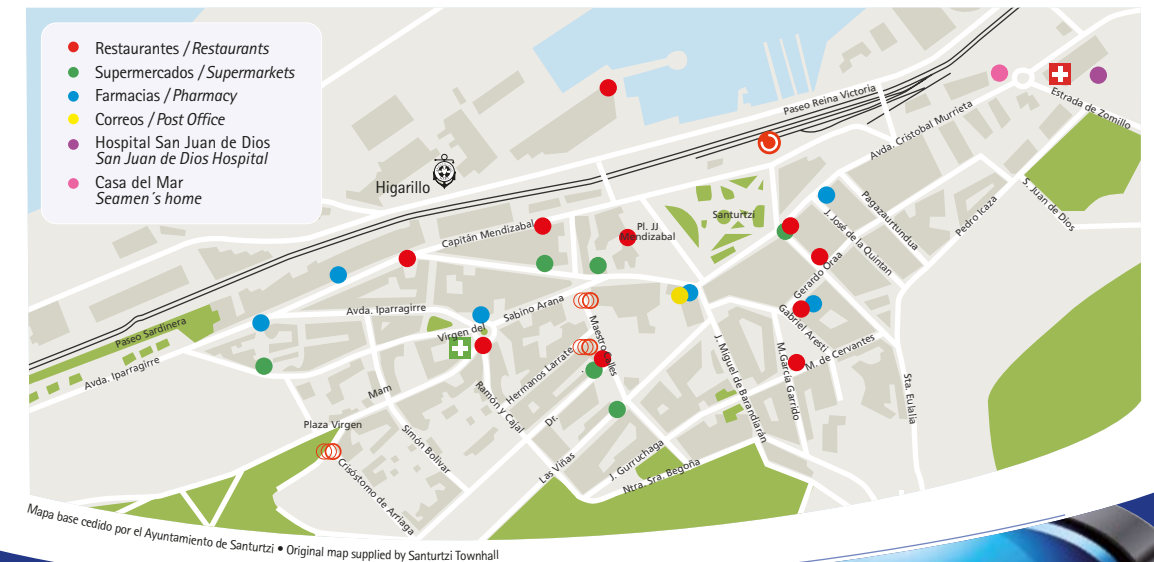 Restaurantes / Restaurants
Supermercados / Supermarkets
Farmacias / Pharmacy
Correos / Post Office
Hospital San Juan de Dios
San Juan de Dios Hospital
Casa del Mar
Seamen´s home
Higarillo
Paseo Reina Victoria
Avda. Cristobal Murrieta
Estrada de Zomillo
S. Juan de Dios
Pedro Icaza
Pagazaurtundua
J. José de la Quintan
Santurtzi
Pl. JJ
Mendizabal
Capitán Mendizabal
Gerardo Oraa
Gabriel Aresti
M. de Cervantes
M. García Garrido
J. Miguel de Barandiarán
Sta. Eulalia
Avda. Iparragirre
Sabino Arana
Virgen del
Maestro Calles
Hermanos Larrate
Dr.
Ramón y Cajal
Paseo Sardinera
Avda. Iparragirre
Mam
Simón Bolivar
Plaza Virgen
Crisóstomo de Arriaga
Las Viñas
J. Gurruchaga
Ntra. Sra. Begoña
Mapa base cedido por el Ayuntamiento de Santurtzi • Original map supplied by Santurtzi Townhall